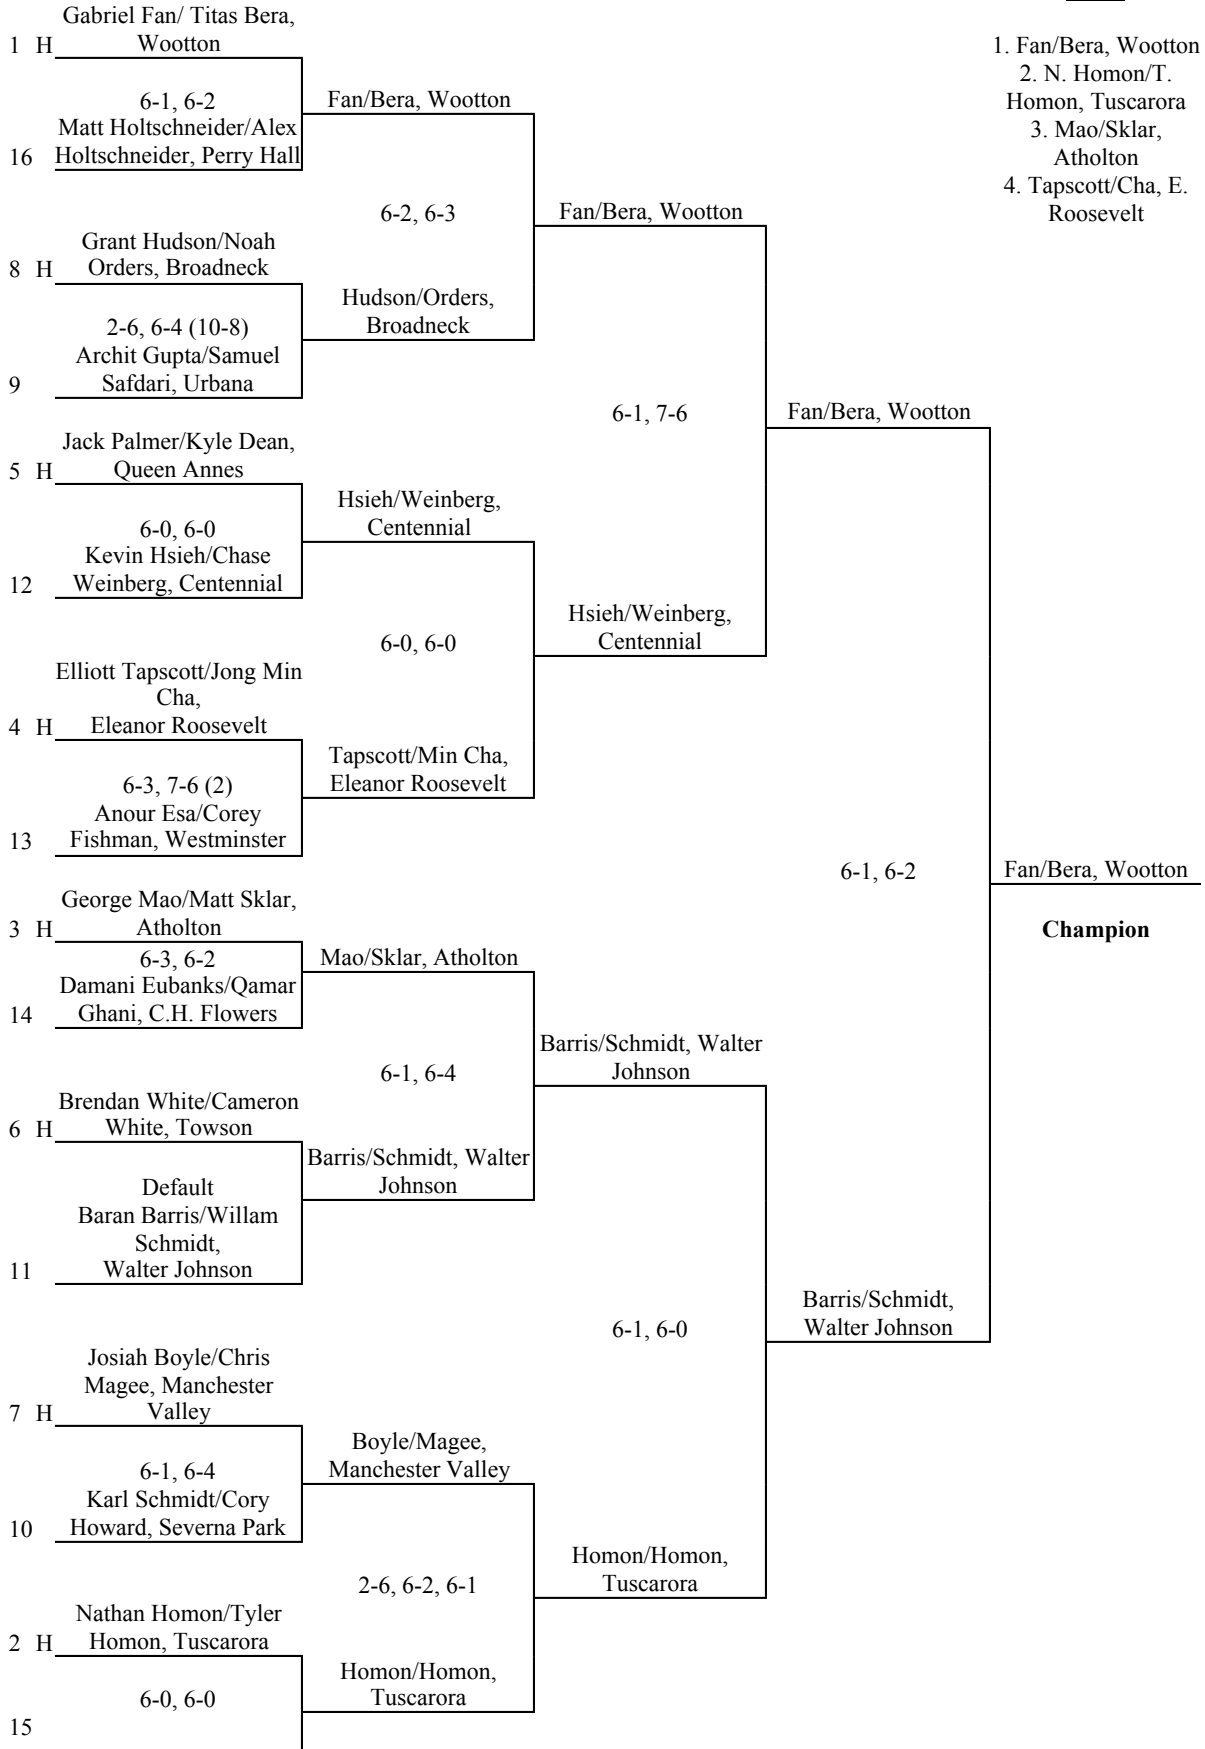 Gabriel Fan/ Titas Bera,
1 H Wootton
6-1, 6-2
Matt Holtschneider/Alex
16 Holtschneider, Perry Hall
Grant Hudson/Noah
8 H Orders, Broadneck
2-6, 6-4 (10-8)
Archit Gupta/Samuel
9 Safdari, Urbana
Jack Palmer/Kyle Dean,
5 H Queen Annes
6-0, 6-0
Kevin Hsieh/Chase
12 Weinberg, Centennial
Elliott Tapscott/Jong Min
Cha,
4 H Eleanor Roosevelt
6-3, 7-6 (2)
Anour Esa/Corey
13 Fishman, Westminster
George Mao/Matt Sklar,
3 H Atholton
6-3, 6-2
Damani Eubanks/Qamar
14 Ghani, C.H. Flowers
Brendan White/Cameron
6 H White, Towson
Default
Baran Barris/Willam
Schmidt,
11 Walter Johnson
Josiah Boyle/Chris
Magee, Manchester
7 H Valley
6-1, 6-4
Karl Schmidt/Cory
10 Howard, Severna Park
Nathan Homon/Tyler
2 H Homon, Tuscarora
6-0, 6-0
15
Fan/Bera, Wootton
6-2, 6-3
Hudson/Orders,
Broadneck
Hsieh/Weinberg,
Centennial
6-0, 6-0
Tapscott/Min Cha,
Eleanor Roosevelt
Mao/Sklar, Atholton
6-1, 6-4
Barris/Schmidt, Walter
Johnson
Boyle/Magee,
Manchester Valley
2-6, 6-2, 6-1
Homon/Homon,
Tuscarora
Fan/Bera, Wootton
6-1, 7-6
Hsieh/Weinberg,
Centennial
Barris/Schmidt, Walter
Johnson
6-1, 6-0
Homon/Homon,
Tuscarora
Fan/Bera, Wootton
6-1, 6-2
Barris/Schmidt,
Walter Johnson
Fan/Bera, Wootton
Champion
1. Fan/Bera, Wootton
2. N. Homon/T.
Homon, Tuscarora
3. Mao/Sklar,
Atholton
4. Tapscott/Cha, E.
Roosevelt